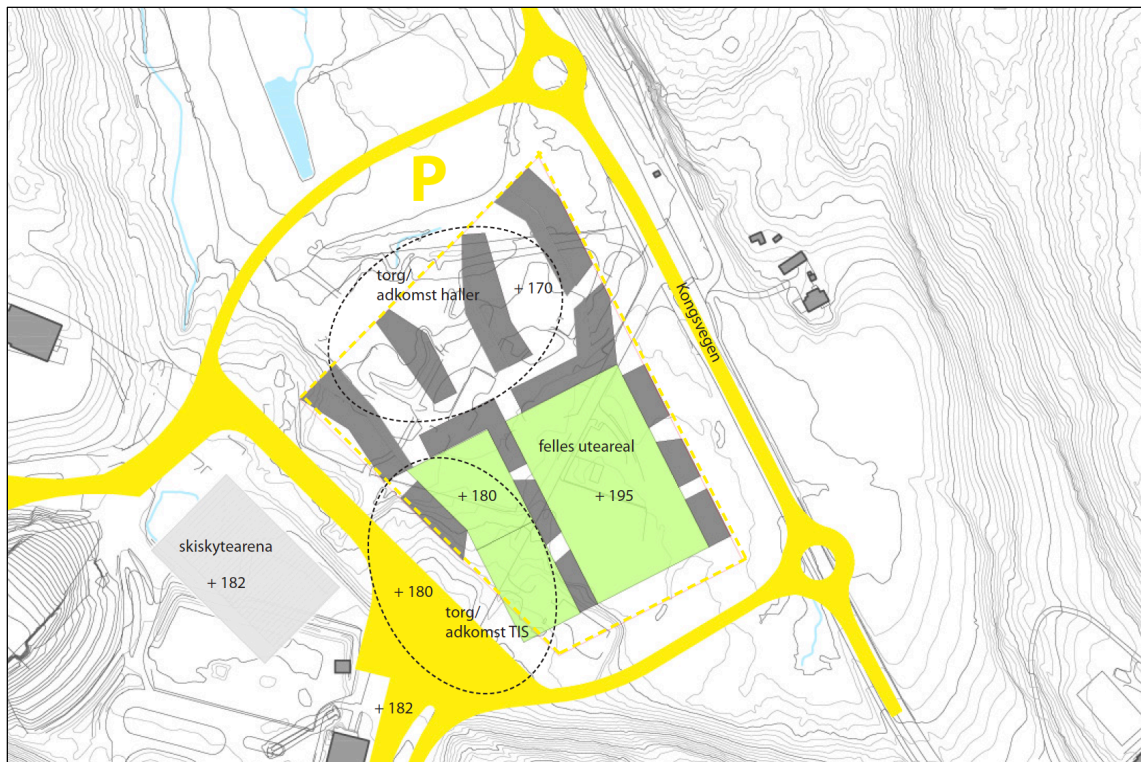 P
torg/
adkomst haller
+ 170
Kongsvegen
felles uteareal
+ 180
+ 195
skiskytearena
+ 182
+ 180
torg/
adkomst TIS
+ 182